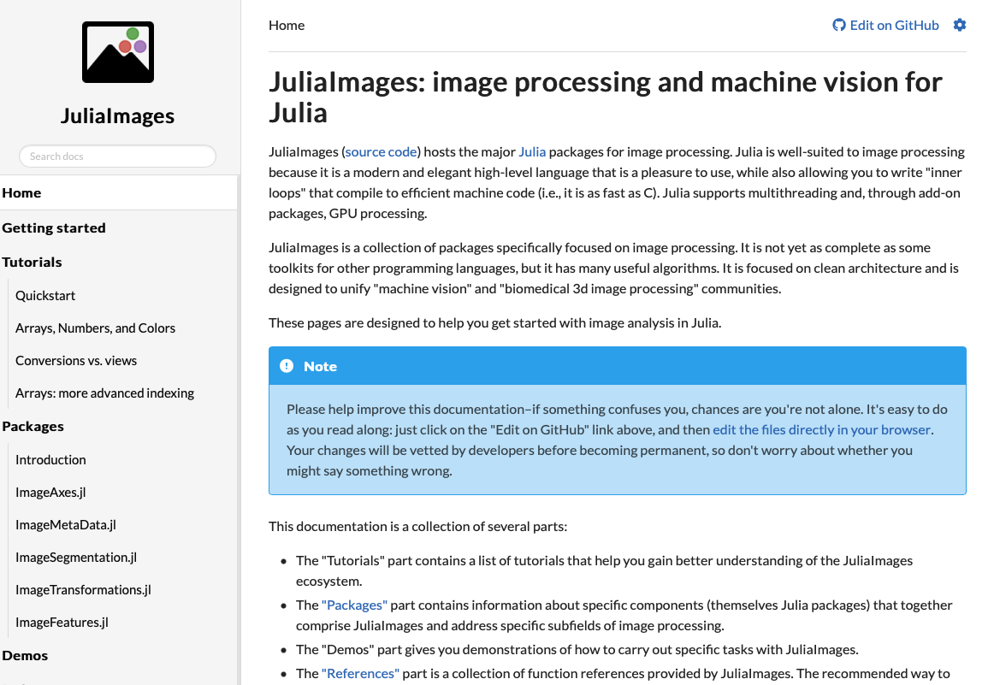 JuliaImages
Search docs
Home
Getting started
Tutorials
Quickstart
Arrays, Numbers, and Colors
Conversions vs. views
Arrays: more advanced indexing
Packages
Introduction
ImageAxes.jl
ImageMetaData.jl
ImageSegmentation.jl
ImageTransformations.jl
ImageFeatures.jl
Demos
Home
Edit on GitHub
JuliaImages: image processing and machine vision for
Julia
JuliaImages (source code) hosts the major Julia packages for image processing. Julia is well-suited to image processing
because it is a modern and elegant high-level language that is a pleasure to use, while also allowing you to write "inner
loops" that compile to efficient machine code (i.e., it is as fast as C). Julia supports multithreading and, through add-on
packages, GPU processing.
JuliaImages is a collection of packages specifically focused on image processing. It is not yet as complete as some
toolkits for other programming languages, but it has many useful algorithms. It is focused on clean architecture and is
designed to unify "machine vision" and "biomedical 3d image processing" communities.
These pages are designed to help you get started with image analysis in Julia.
Note
Please help improve this documentation–if something confuses you, chances are you're not alone. It's easy to do
as you read along: just click on the "Edit on GitHub" link above, and then edit the files directly in your browser.
Your changes will be vetted by developers before becoming permanent, so don't worry about whether you
might say something wrong.
This documentation is a collection of several parts:
• The "Tutorials" part contains a list of tutorials that help you gain better understanding of the JuliaImages
ecosystem.
• The "Packages" part contains information about specific components (themselves Julia packages) that together
comprise JuliaImages and address specific subfields of image processing.
• The "Demos" part gives you demonstrations of how to carry out specific tasks with JuliaImages.
• The "References" part is a collection of function references provided by JuliaImages. The recommended way to